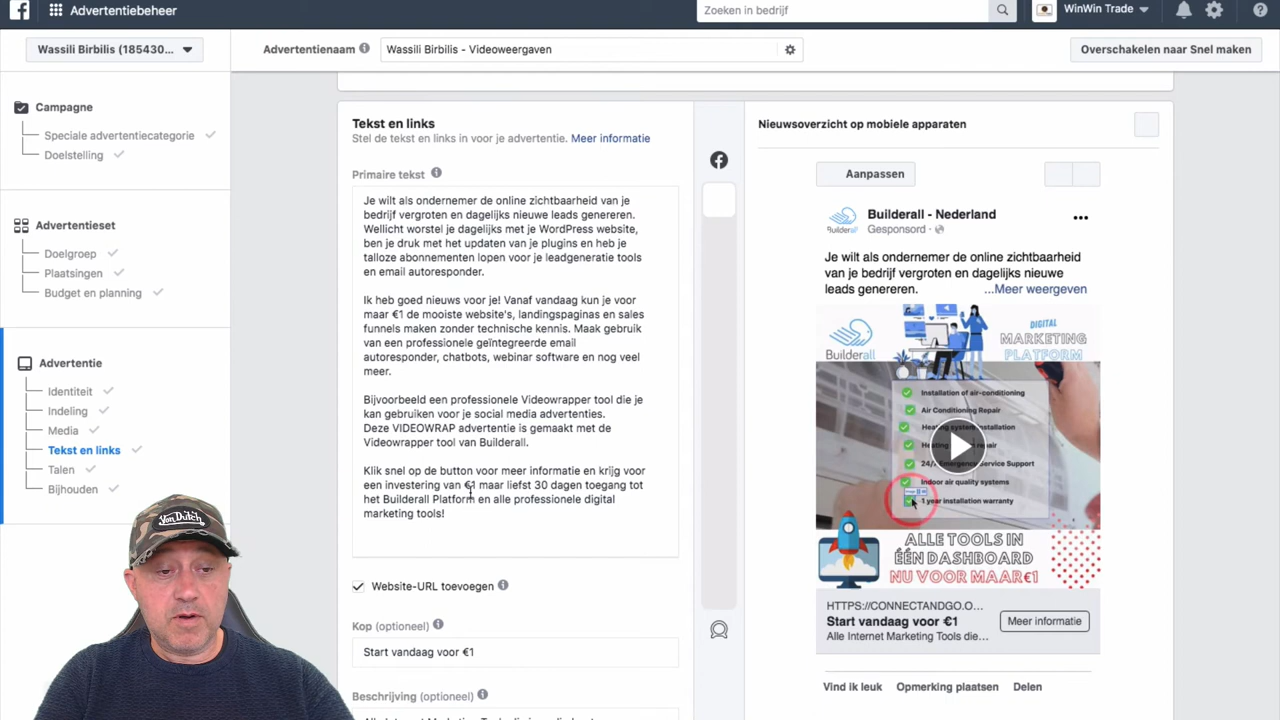 Advertentiebeheer
Zoeken in bedrijf
WinWin Trade
Wassili Birbilis (185430...
Advertentienaam
Wassili Birbilis - Videoweergaven
Overschakelen naar Snel maken
Campagne
Speciale advertentiecategorie
Doelstelling
Advertentieset
Doelgroep
Plaatsingen
Budget en planning
Advertentie
Identiteit
Indeling
Media
Tekst en links
Talen
Bijhouden
Von Dutch
Tekst en links
Stel de tekst en links in voor je advertentie. Meer informatie
Primaire tekst
Je wilt als ondernemer de online zichtbaarheid van je
bedrijf vergroten en dagelijks nieuwe leads genereren.
Wellicht worstel je dagelijks met je WordPress website,
ben je druk met het updaten van je plugins en heb je
talloze abonnementen lopen voor je leadgeneratie tools
en email autoresponder.
Ik heb goed nieuws voor je! Vanaf vandaag kun je voor
maar €1 de mooiste website's, landingspaginas en sales
funnels maken zonder technische kennis. Maak gebruik
van een professionele geïntegreerde email
autoresponder, chatbots, webinar software en nog veel
meer.
Bijvoorbeeld een professionele Videowrapper tool die je
kan gebruiken voor je social media advertenties.
Deze VIDEOWRAP advertentie is gemaakt met de
Videowrapper tool van Builderall.
Klik snel op de button voor meer informatie en krijg voor
een investering van €1 maar liefst 30 dagen toegang tot
het Builderall Platform en alle professionele digital
marketing tools!
Website-URL toevoegen
Kop (optioneel)
Start vandaag voor €1
Beschrijving (optioneel)
Nieuwsoverzicht op mobiele apparaten
Aanpassen
Builderall
Builderall - Nederland
Gesponsord
Je wilt als ondernemer de online zichtbaarheid
van je bedrijf vergroten en dagelijks nieuwe
leads genereren. ...Meer weergeven
Builderall
DIGITAL
MARKETING
PLATFORM
Installation of air-conditioning
Air Conditioning Repair
Heating system installation
Heating repair
24/7 Emergency Service Support
Indoor air quality systems
1 year installation warranty
ALLE TOOLS IN
ÉÉN DASHBOARD
NU VOOR MAAR €1
HTTPS://CONNECTANDGO.O...
Start vandaag voor €1
Alle Internet Marketing Tools die...
Meer informatie
Vind ik leuk
Opmerking plaatsen
Delen